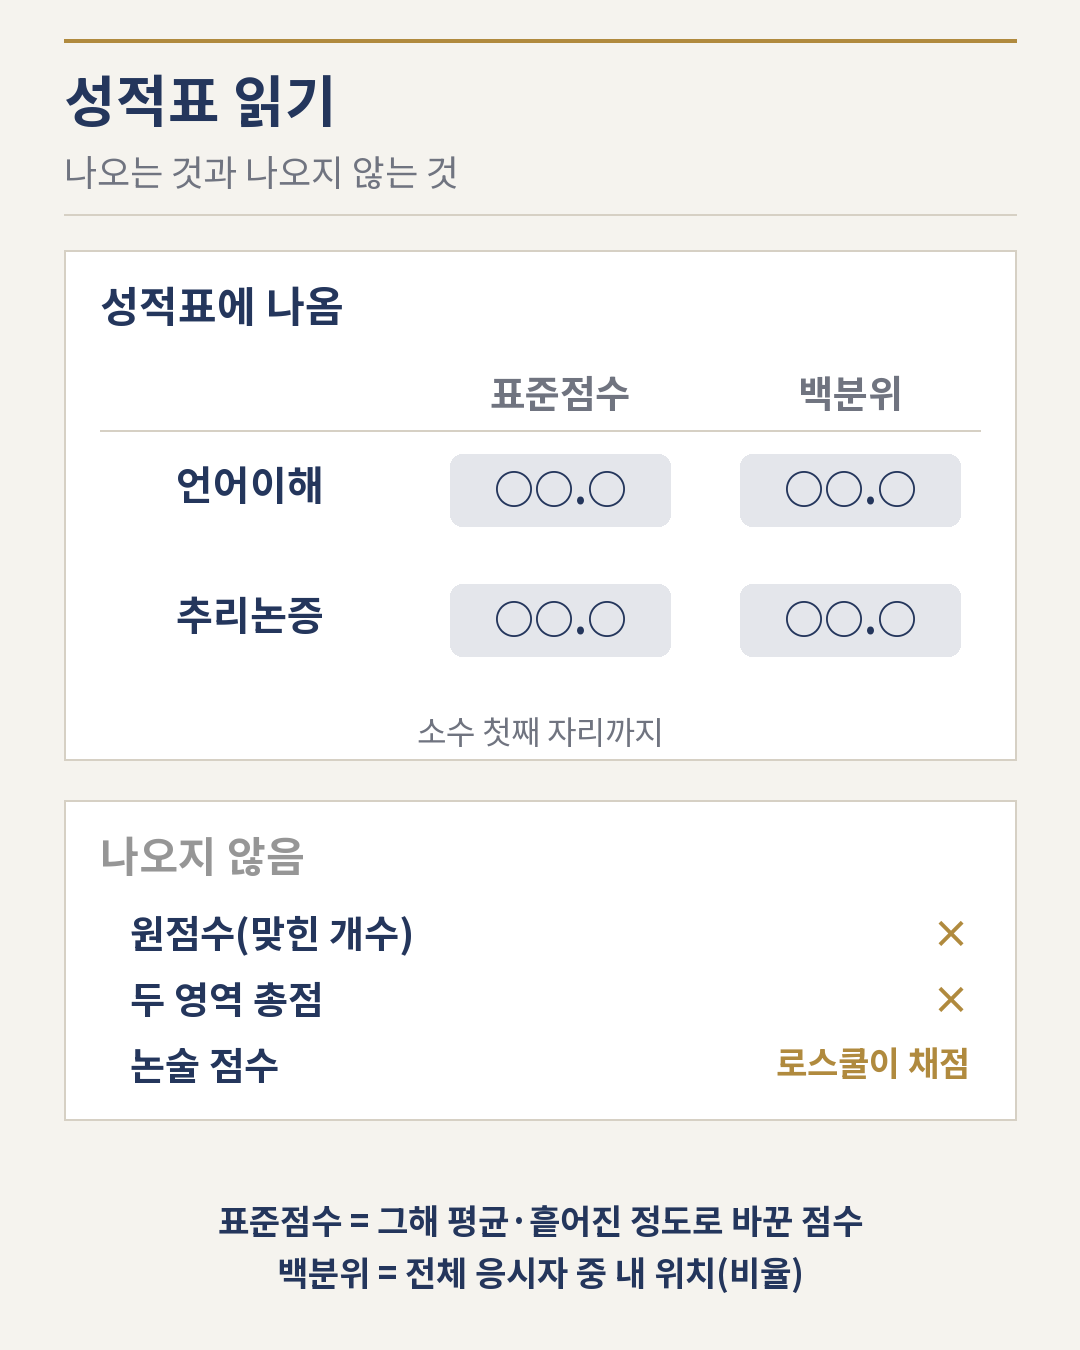 성적표 읽기
나오는 것과 나오지 않는 것
성적표에 나옴
표준점수 백분위
언어이해 ○○.○ ○○.○
추리논증 ○○.○ ○○.○
소수 첫째 자리까지
나오지 않음
원점수(맞힌 개수) ×
두 영역 총점 ×
논술 점수 로스쿨이 채점
표준점수 = 그해 평균·흩어진 정도로 바꾼 점수
백분위 = 전체 응시자 중 내 위치(비율)